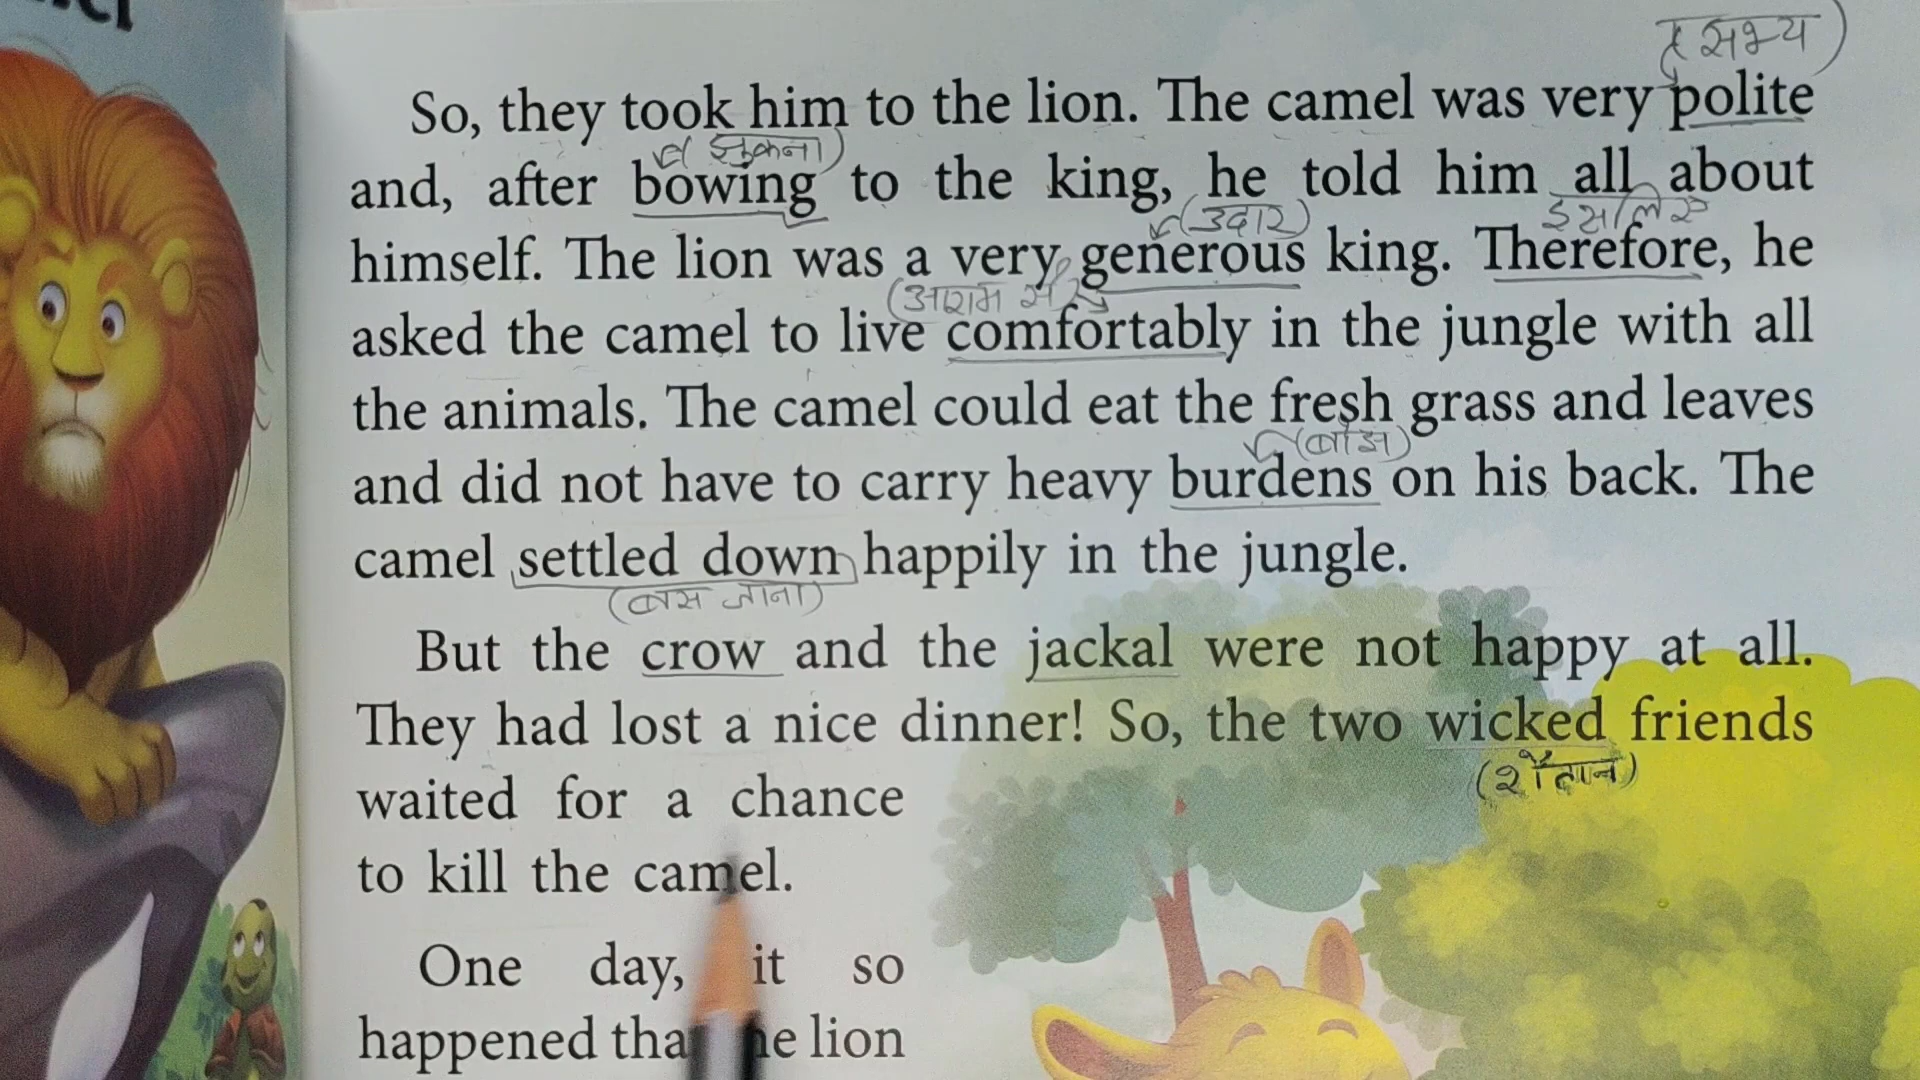 (सभ्य)
So, they took him to the lion. The camel was very polite
(झुकना)
and, after bowing to the king, he told him all about
(उदार) इसलिए
himself. The lion was a very generous king. Therefore, he
(आराम से)
asked the camel to live comfortably in the jungle with all
the animals. The camel could eat the fresh grass and leaves
(बोझ)
and did not have to carry heavy burdens on his back. The
camel settled down happily in the jungle.
(बस जाना)
But the crow and the jackal were not happy at all.
They had lost a nice dinner! So, the two wicked friends
(शैतान)
waited for a chance
to kill the camel.
One day, it so
happened lion